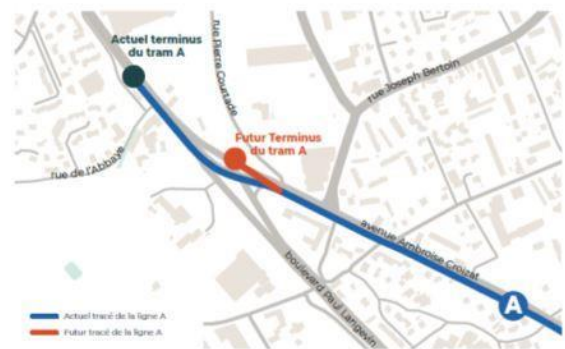 Actuel terminus
du tram A
rue Pierre Courtade
rue Joseph Bertoin
Futur Terminus
du tram A
rue de l'Abbaye
avenue Ambroise Croizat
boulevard Paul Langevin
A
Actuel tracé de la ligne A
Futur tracé de la ligne A